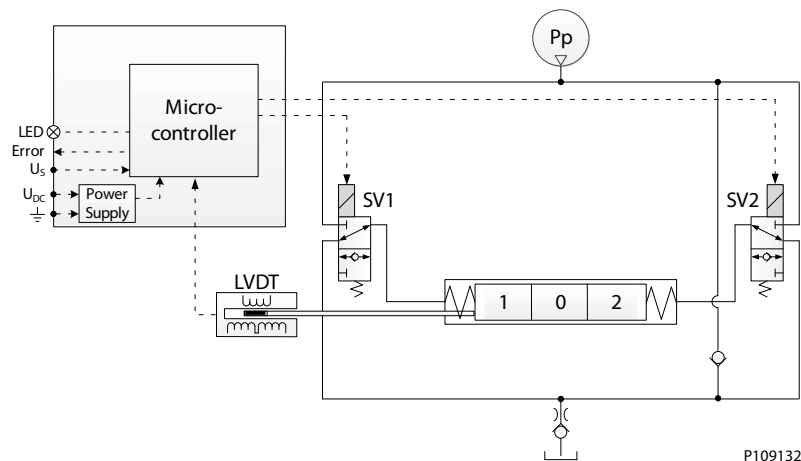 Pp
Micro-
controller
LED
Error
US
UDC
Power
Supply
SV1
SV2
LVDT
1 0 2
P109132